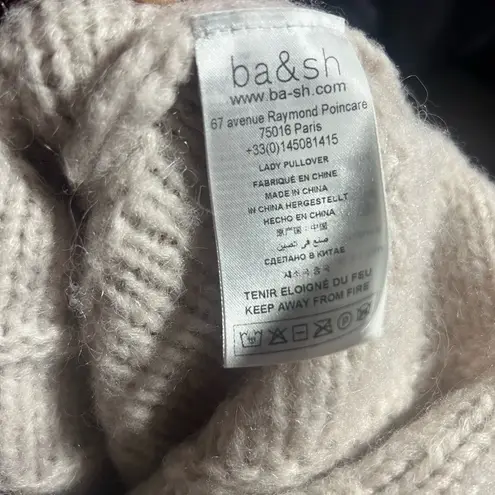 ba&sh
www.ba-sh.com
67 avenue Raymond Poincare
75016 Paris
+33(0)145081415
LADY PULLOVER
FABRIQUÉ EN CHINE
MADE IN CHINA
IN CHINA HERGESTELLT
HECHO EN CHINA
原产国：中国
صنع في الصين
СДЕЛАНО В КИТАЕ
TENIR ELOIGNÉ DU FEU
KEEP AWAY FROM FIRE